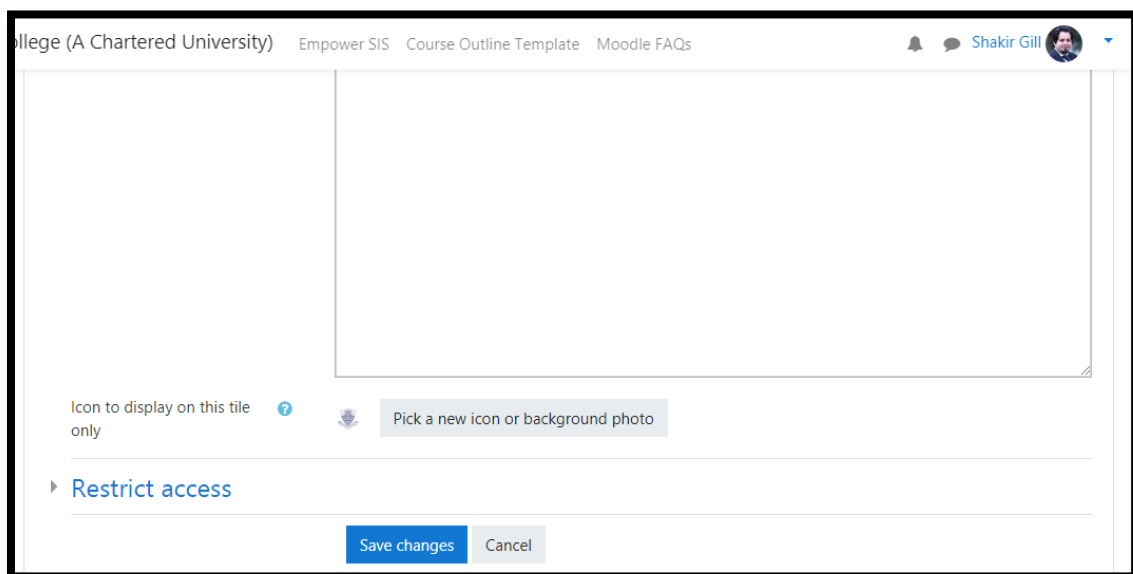 ollege (A Chartered University) Empower SIS Course Outline Template Moodle FAQs Shakir Gill
Icon to display on this tile
only
Pick a new icon or background photo
Restrict access
Save changes Cancel